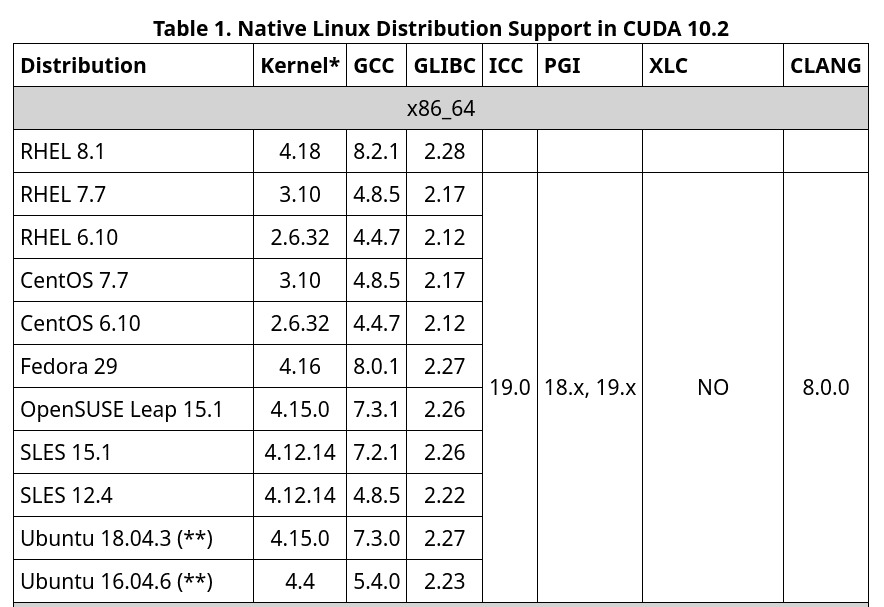 Table 1. Native Linux Distribution Support in CUDA 10.2
Distribution Kernel* GCC GLIBC ICC PGI XLC CLANG
x86_64
RHEL 8.1 4.18 8.2.1 2.28
RHEL 7.7 3.10 4.8.5 2.17
RHEL 6.10 2.6.32 4.4.7 2.12
CentOS 7.7 3.10 4.8.5 2.17
CentOS 6.10 2.6.32 4.4.7 2.12
Fedora 29 4.16 8.0.1 2.27
19.0 18.x, 19.x NO 8.0.0
OpenSUSE Leap 15.1 4.15.0 7.3.1 2.26
SLES 15.1 4.12.14 7.2.1 2.26
SLES 12.4 4.12.14 4.8.5 2.22
Ubuntu 18.04.3 (**) 4.15.0 7.3.0 2.27
Ubuntu 16.04.6 (**) 4.4 5.4.0 2.23